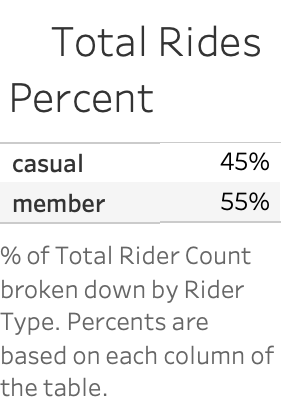 Total Rides
Percent
casual 45%
member 55%
% of Total Rider Count
broken down by Rider
Type. Percents are
based on each column of
the table.